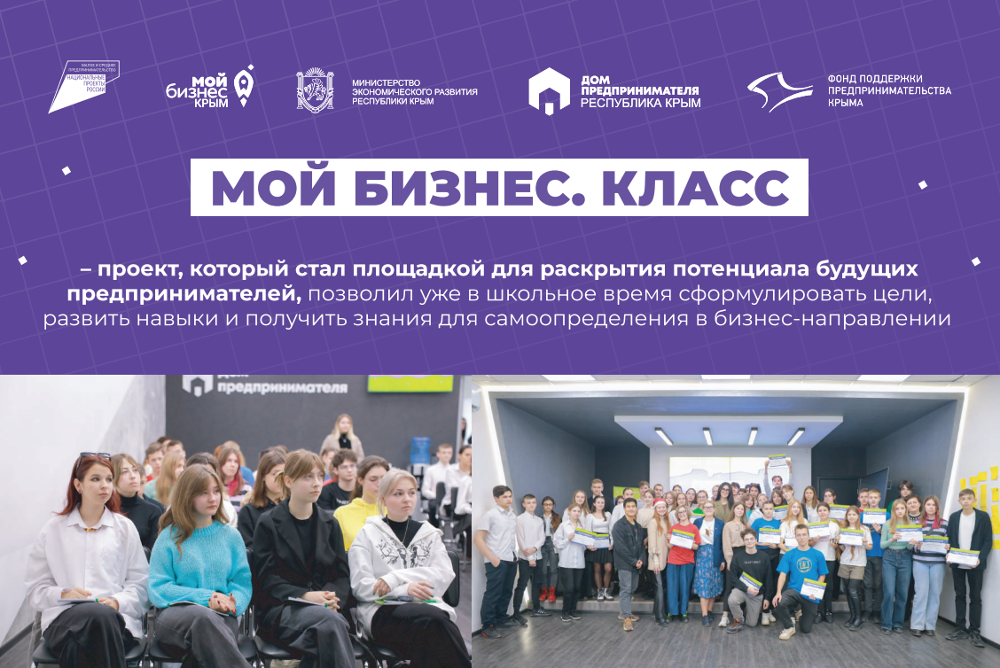 МАЛОЕ И СРЕДНЕЕ
ПРЕДПРИНИМАТЕЛЬСТВО
НАЦИОНАЛЬНЫЕ
ПРОЕКТЫ
РОССИИ
МОЙ
бизнес
КРЫМ
МИНИСТЕРСТВО
ЭКОНОМИЧЕСКОГО РАЗВИТИЯ
РЕСПУБЛИКИ КРЫМ
ДОМ
ПРЕДПРИНИМАТЕЛЯ
РЕСПУБЛИКА КРЫМ
ФОНД ПОДДЕРЖКИ
ПРЕДПРИНИМАТЕЛЬСТВА
КРЫМА
МОЙ БИЗНЕС. КЛАСС
– проект, который стал площадкой для раскрытия потенциала будущих
предпринимателей, позволил уже в школьное время сформулировать цели,
развить навыки и получить знания для самоопределения в бизнес-направлении
дом
предпринимателя